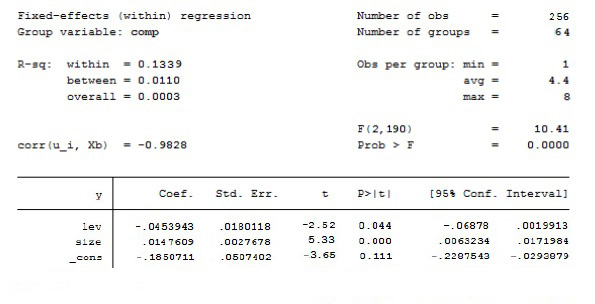 Fixed-effects (within) regression Number of obs = 256
Group variable: comp Number of groups = 64
R-sq: within = 0.1339 Obs per group: min = 1
between = 0.0110 avg = 4.4
overall = 0.0003 max = 8
F(2,190) = 10.41
corr(u_i, Xb) = -0.9828 Prob > F = 0.0000
y Coef. Std. Err. t P>|t| [95% Conf. Interval]
lev -.0453943 .0180118 -2.52 0.044 -.06878 .0019913
size .0147609 .0027678 5.33 0.000 .0063234 .0171984
_cons -.1850711 .0507402 -3.65 0.111 -.2287543 -.0293879